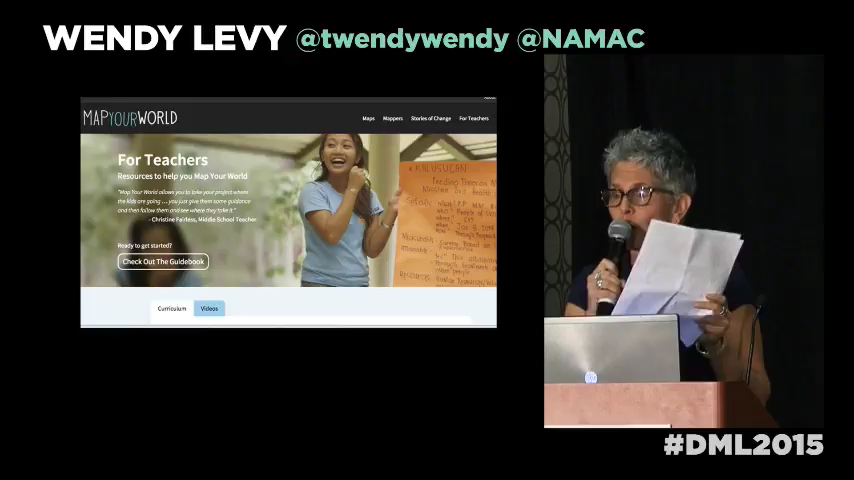 WENDY LEVY @twendywendy @NAMAC
MAPYOURWORLD
Maps Mappers Stories of Change For Teachers
For Teachers
Resources to help you Map Your World
"Map Your World allows you to take your project where
the kids are going ... you just give them some guidance
and then follow them and see where they take it."
- Christine Fairless, Middle School Teacher
Ready to get started?
Check Out The Guidebook
Curriculum Videos
KALUSUGAN
#DML2015